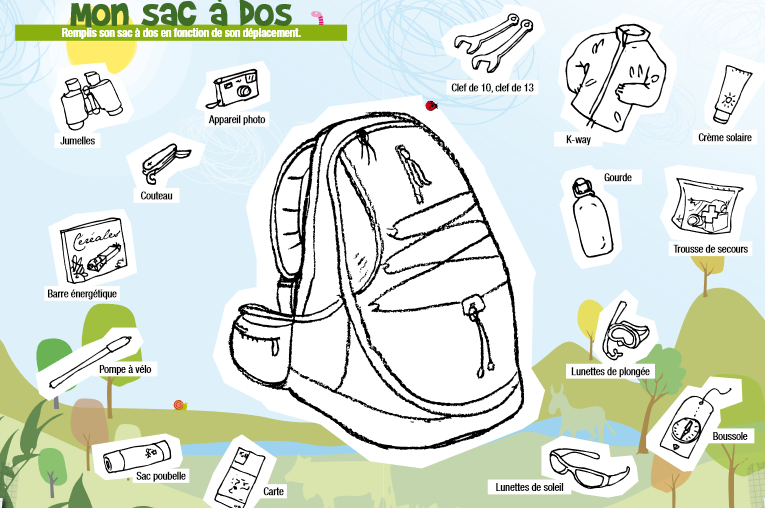 Mon sac à dos
Remplis son sac à dos en fonction de son déplacement.
Clef de 10, clef de 13
Jumelles
Appareil photo
K-way
Crème solaire
Couteau
Gourde
Trousse de secours
Céréales
Barre énergétique
Pompe à vélo
Lunettes de plongée
Boussole
Sac poubelle
Carte
Lunettes de soleil